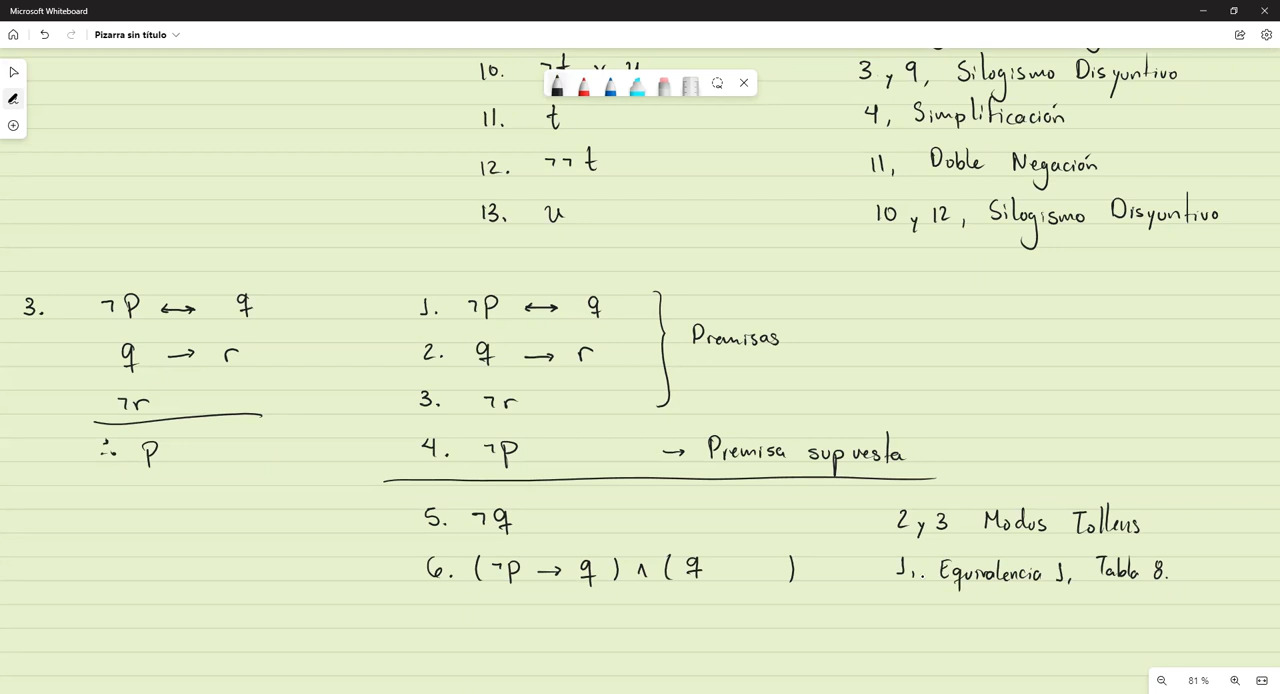 Microsoft Whiteboard
Pizarra sin título
10. ¬t ∨ u 3 y 9, Silogismo Disyuntivo
11. t 4, Simplificación
12. ¬¬t 11, Doble Negación
13. u 10 y 12, Silogismo Disyuntivo
3. ¬p ↔ q 1. ¬p ↔ q
q → r 2. q → r Premisas
¬r 3. ¬r
∴ p 4. ¬p → Premisa supuesta
5. ¬q 2 y 3 Modus Tollens
6. (¬p → q) ∧ (q ) 1,. Equivalencia 1, Tabla 8.
81 %